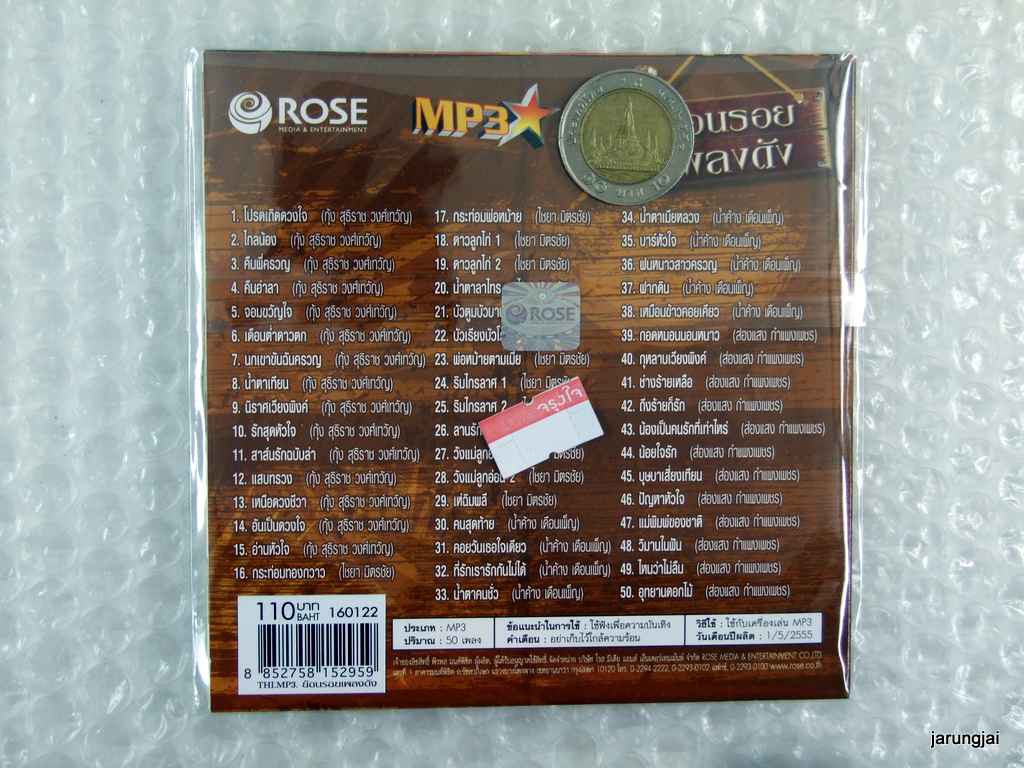 ROSE
MEDIA & ENTERTAINMENT
MP3
อนรอย
เพลงดัง
1. โปรดเถิดดวงใจ (กุ้ง สุธิราช วงศ์เทวัญ)
2. ไกลน้อง (กุ้ง สุธิราช วงศ์เทวัญ)
3. คืนพี่ครวญ (กุ้ง สุธิราช วงศ์เทวัญ)
4. คืนอำลา (กุ้ง สุธิราช วงศ์เทวัญ)
5. จอมขวัญใจ (กุ้ง สุธิราช วงศ์เทวัญ)
6. เดือนต่ำดาวตก (กุ้ง สุธิราช วงศ์เทวัญ)
7. นกเขาขันฉันครวญ (กุ้ง สุธิราช วงศ์เทวัญ)
8. น้ำตาเทียน (กุ้ง สุธิราช วงศ์เทวัญ)
9. นิราศเวียงพิงค์ (กุ้ง สุธิราช วงศ์เทวัญ)
10. รักสุดหัวใจ (กุ้ง สุธิราช วงศ์เทวัญ)
11. สาส์นรักฉบับล่า (กุ้ง สุธิราช วงศ์เทวัญ)
12. แสบทรวง (กุ้ง สุธิราช วงศ์เทวัญ)
13. เหนือดวงชีวา (กุ้ง สุธิราช วงศ์เทวัญ)
14. อันเป็นดวงใจ (กุ้ง สุธิราช วงศ์เทวัญ)
15. อ่านหัวใจ (กุ้ง สุธิราช วงศ์เทวัญ)
16. กระท่อมทองกวาว (ไชยา มิตรชัย)
17. กระท่อมพ่อหม้าย (ไชยา มิตรชัย)
18. ดาวลูกไก่ 1 (ไชยา มิตรชัย)
19. ดาวลูกไก่ 2 (ไชยา มิตรชัย)
20. น้ำตาลาไทร
21. บัวตูมบัวบาน
22. บัวเรียงบัว
23. พ่อหม้ายตามเมีย (ไชยา มิตรชัย)
24. ริมไกรลาศ 1 (ไชยา มิตรชัย)
25. ริมไกรลาศ 2
26. ลานรัก
27. วังแม่ลูก มิตรชัย)
28. วังแม่ลูกอ่อน 2 (ไชยา มิตรชัย)
29. เห่ฉิมพลี (ไชยา มิตรชัย)
30. คนสุดท้าย (น้ำค้าง เดือนเพ็ญ)
31. คอยวันเธอใจเดียว (น้ำค้าง เดือนเพ็ญ)
32. ที่รักเรารักกันไม่ได้ (น้ำค้าง เดือนเพ็ญ)
33. น้ำตาคนชั่ว (น้ำค้าง เดือนเพ็ญ)
34. น้ำตาเมียหลวง (น้ำค้าง เดือนเพ็ญ)
35. บาร์หัวใจ (น้ำค้าง เดือนเพ็ญ)
36. ฝนหนาวสาวครวญ (น้ำค้าง เดือนเพ็ญ)
37. ฝากดิน (น้ำค้าง เดือนเพ็ญ)
38. เหมือนข้าวคอยเคียว (น้ำค้าง เดือนเพ็ญ)
39. กอดหมอนนอนหนาว (ส่องแสง กำแพงเพชร)
40. กุหลาบเวียงพิงค์ (ส่องแสง กำแพงเพชร)
41. ช่างร้ายเหลือ (ส่องแสง กำแพงเพชร)
42. ถึงร้ายก็รัก (ส่องแสง กำแพงเพชร)
43. น้องเป็นคนรักที่เท่าไหร่ (ส่องแสง กำแพงเพชร)
44. น้อยใจรัก (ส่องแสง กำแพงเพชร)
45. บุษบาเสี่ยงเทียน (ส่องแสง กำแพงเพชร)
46. ปัญหาหัวใจ (ส่องแสง กำแพงเพชร)
47. แม่พิมพ์ของชาติ (ส่องแสง กำแพงเพชร)
48. วิมานในฝัน (ส่องแสง กำแพงเพชร)
49. ไหนว่าไม่ลืม (ส่องแสง กำแพงเพชร)
50. อุทยานดอกไม้ (ส่องแสง กำแพงเพชร)
ROSE
จรุงใจ
110 บาท BAHT 160122
8 852758 152959
TH1.MP3. ย้อนรอยเพลงดัง
ประเภท : MP3
ปริมาณ : 50 เพลง
ข้อแนะนำในการใช้ : ใช้ฟังเพื่อความบันเทิง
คำเตือน : อย่าเก็บไว้ใกล้ความร้อน
วิธีใช้ : ใช้กับเครื่องเล่น MP3
วันเดือนปีผลิต : 1/5/2555
ROSE MEDIA & ENTERTAINMENT CO.,LTD.
10120 โทร. 0-2294-2222, 0-2293-0102 แฟกซ์. 0-2293-0100 www.rose.co.th
jarungjai